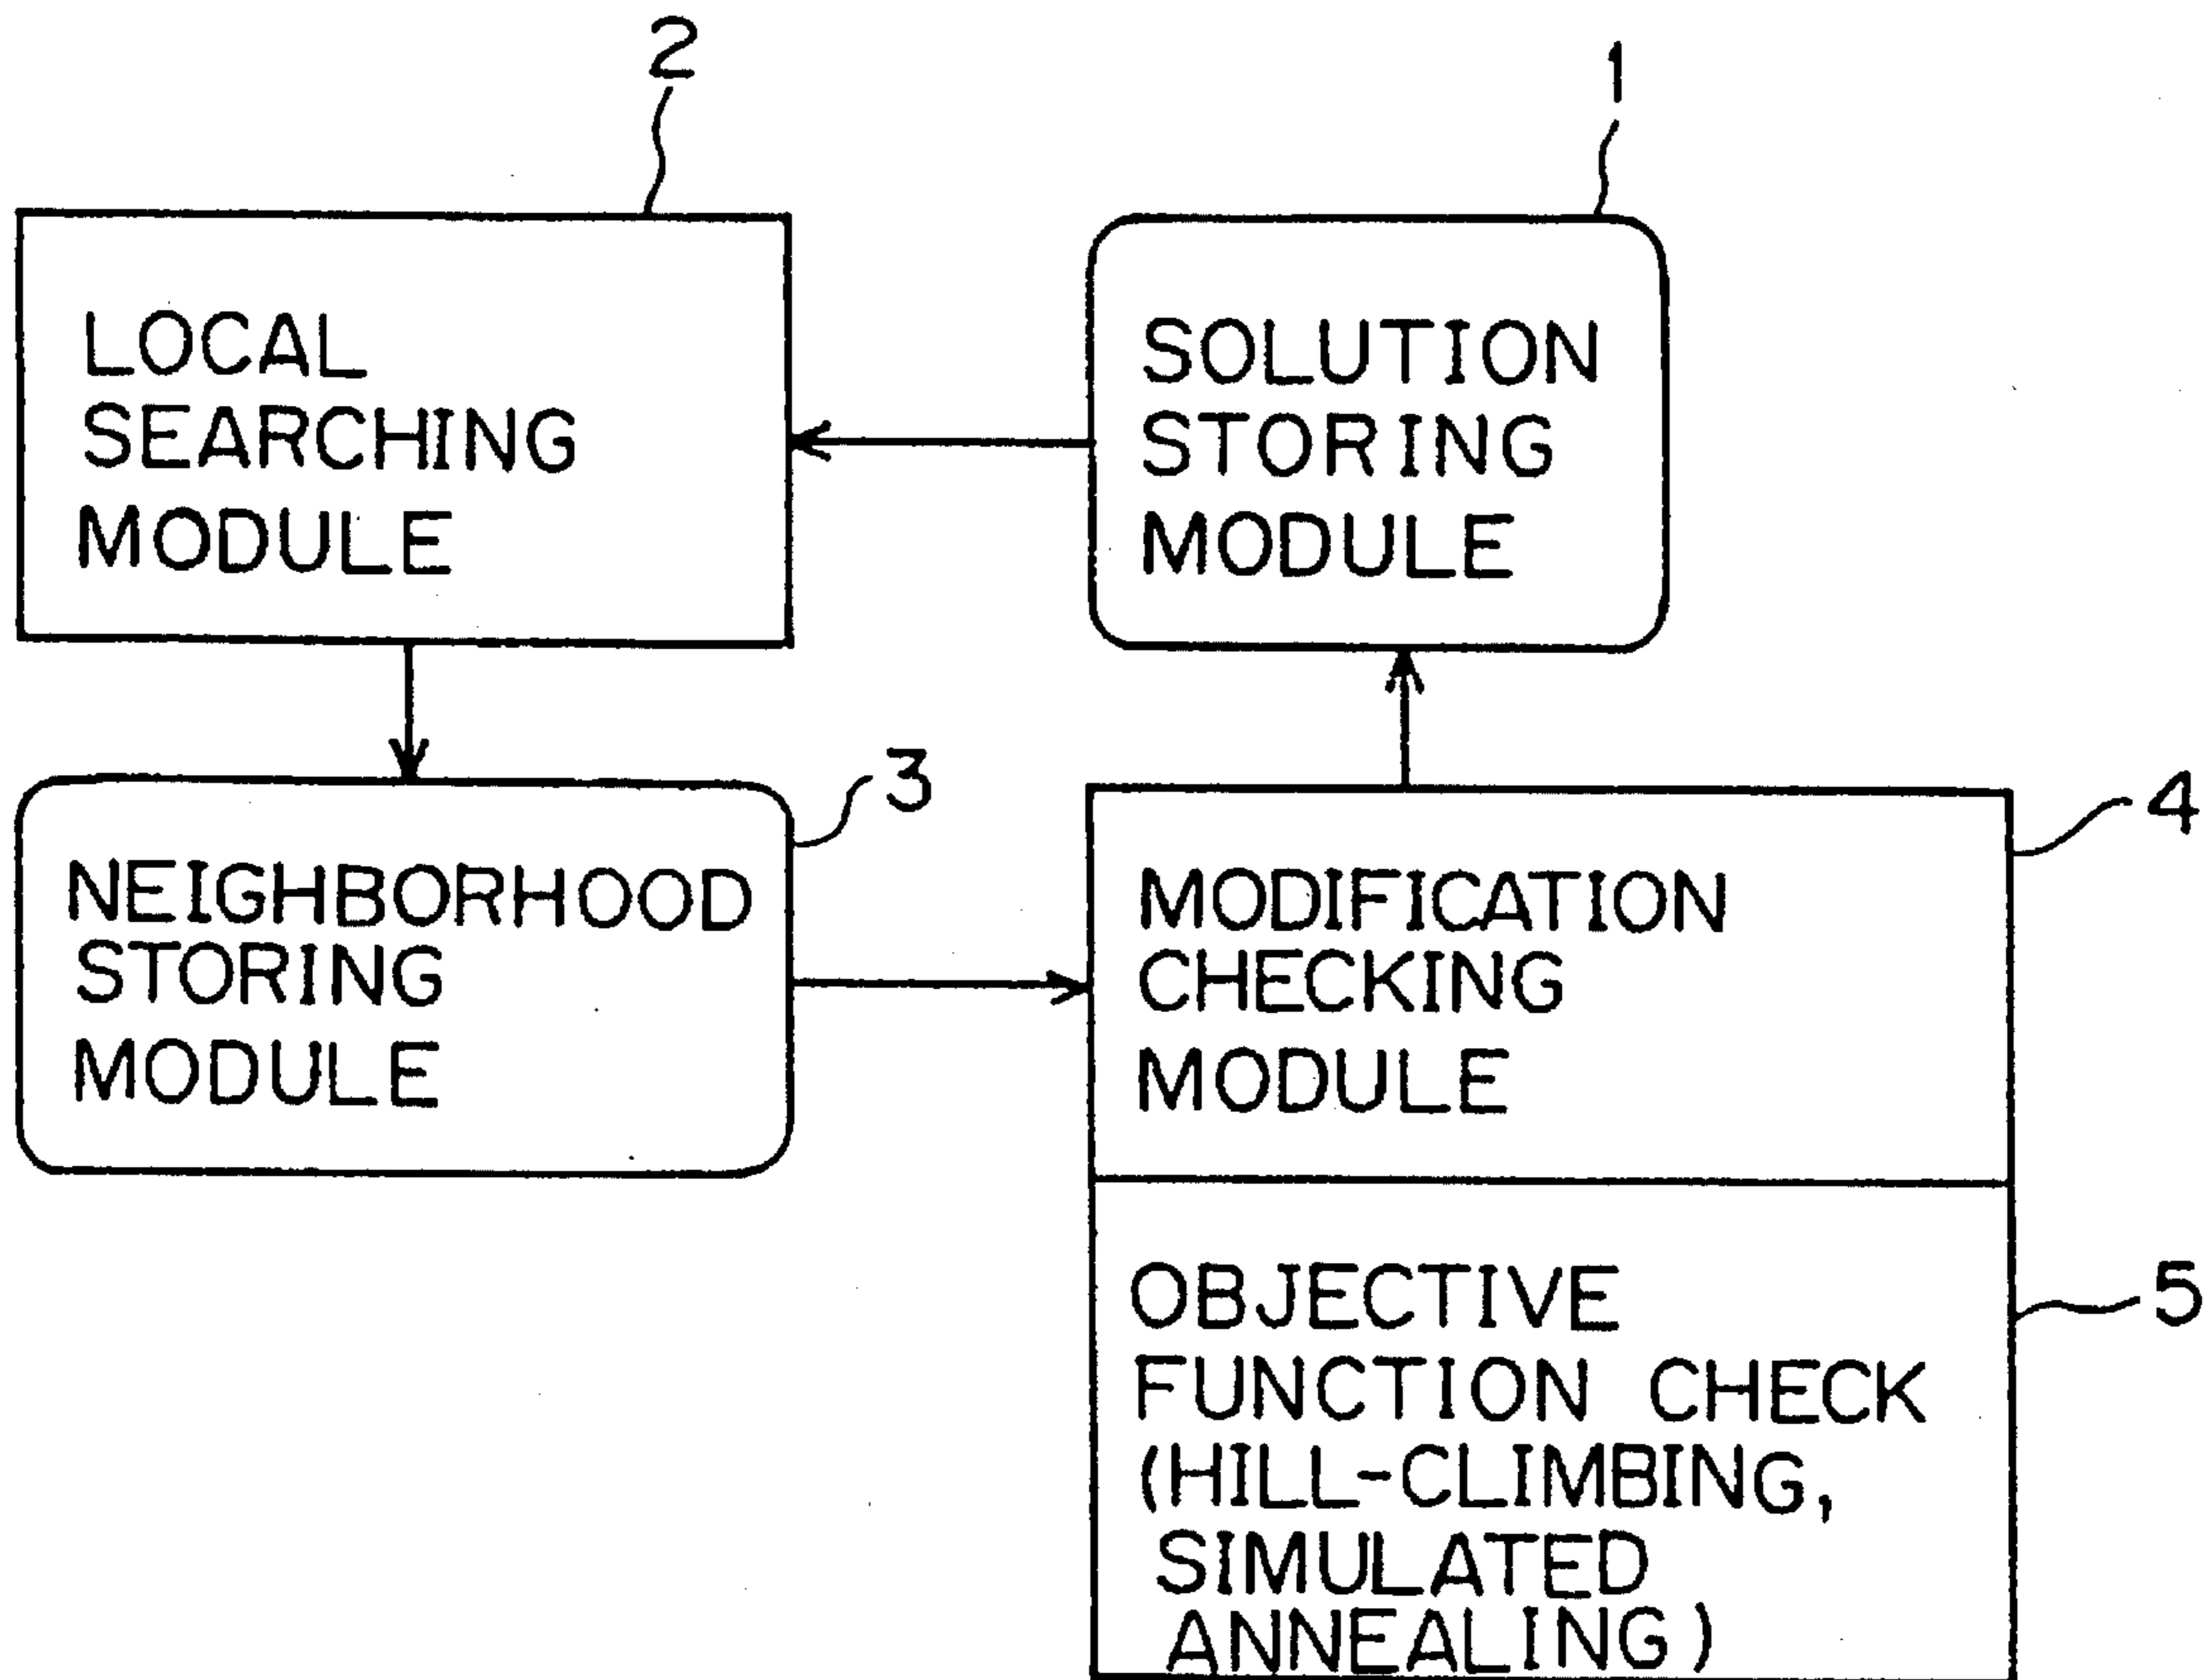 2
1
LOCAL
SEARCHING
MODULE
SOLUTION
STORING
MODULE
3
4
NEIGHBORHOOD
STORING
MODULE
MODIFICATION
CHECKING
MODULE
5
OBJECTIVE
FUNCTION CHECK
(HILL-CLIMBING,
SIMULATED
ANNEALING)